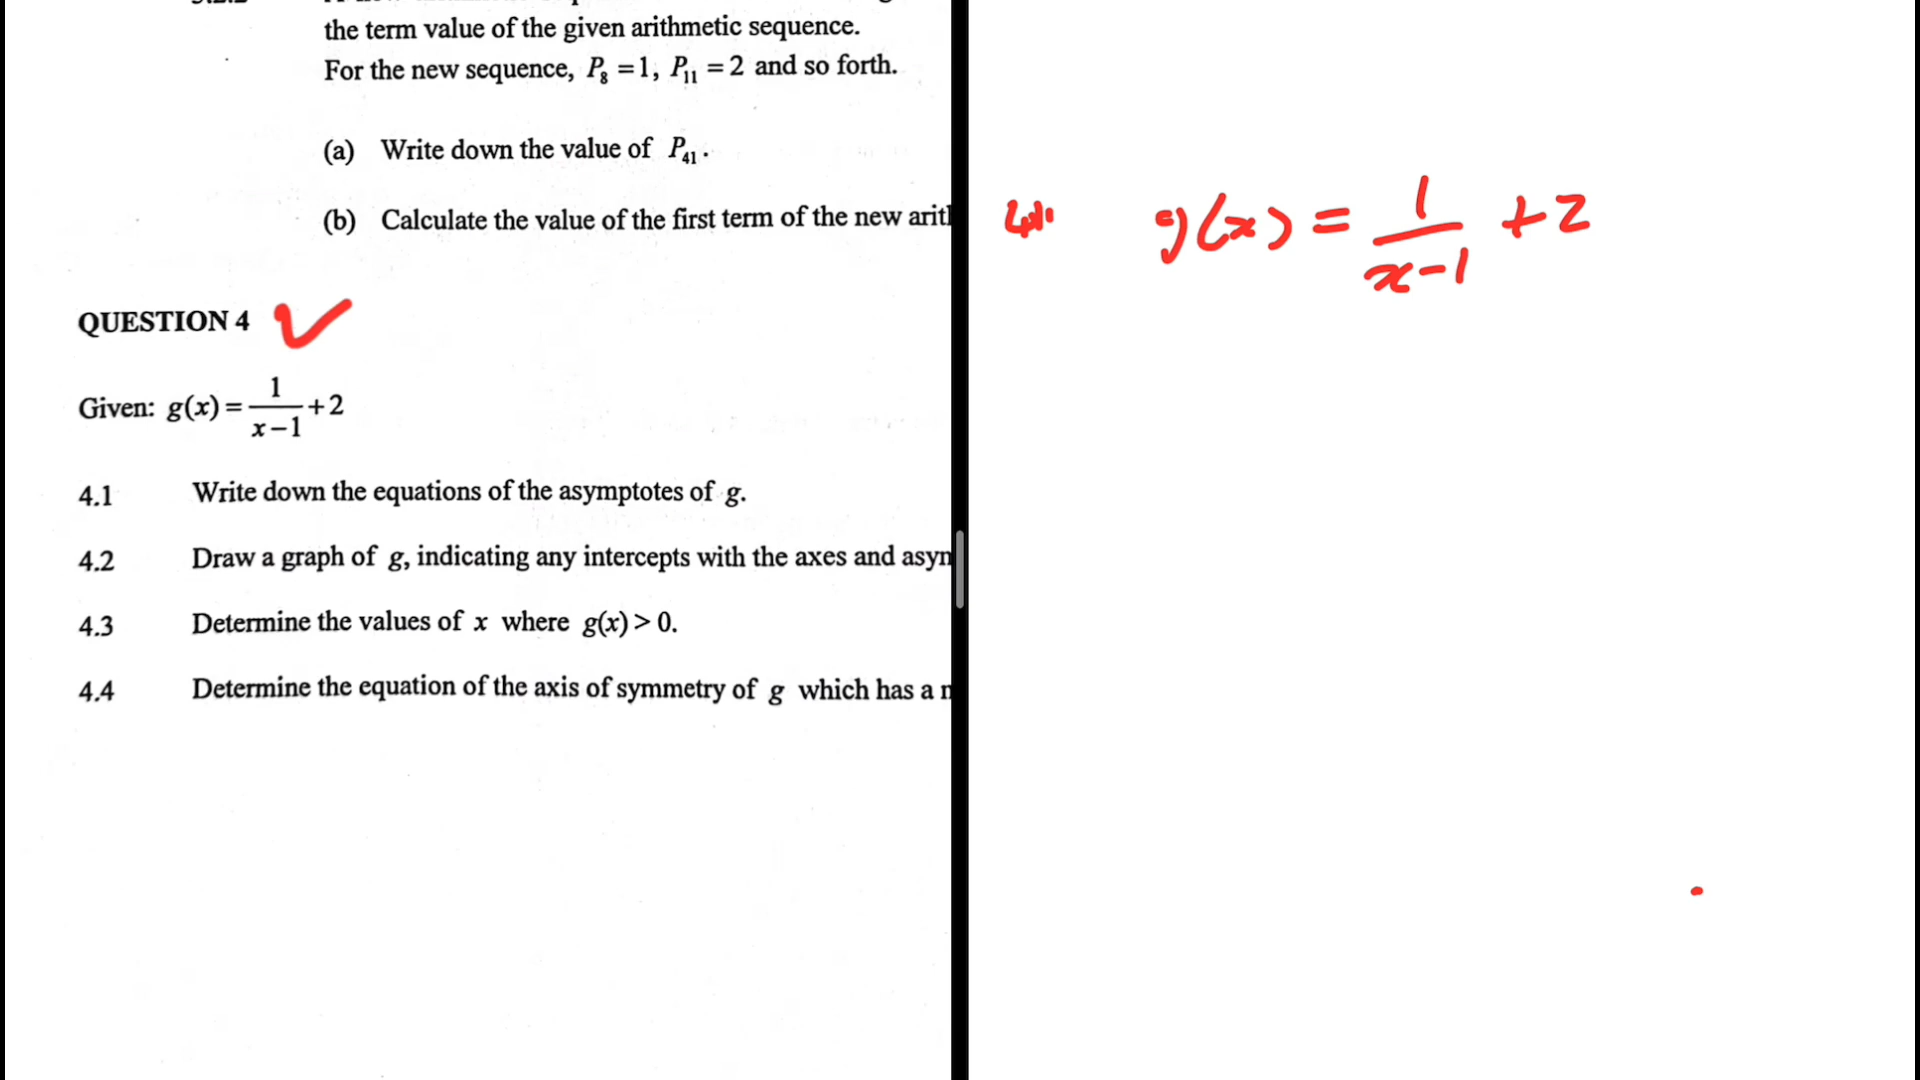 the term value of the given arithmetic sequence.
For the new sequence, P₈ = 1, P₁₁ = 2 and so forth.
(a) Write down the value of P₄₁.
(b) Calculate the value of the first term of the new
QUESTION 4
Given: g(x) = 1/(x−1) + 2
4.1 Write down the equations of the asymptotes of g.
4.2 Draw a graph of g, indicating any intercepts with the axes and
4.3 Determine the values of x where g(x) > 0.
4.4 Determine the equation of the axis of symmetry of g which has a
g(x) = 1/(x−1) + 2